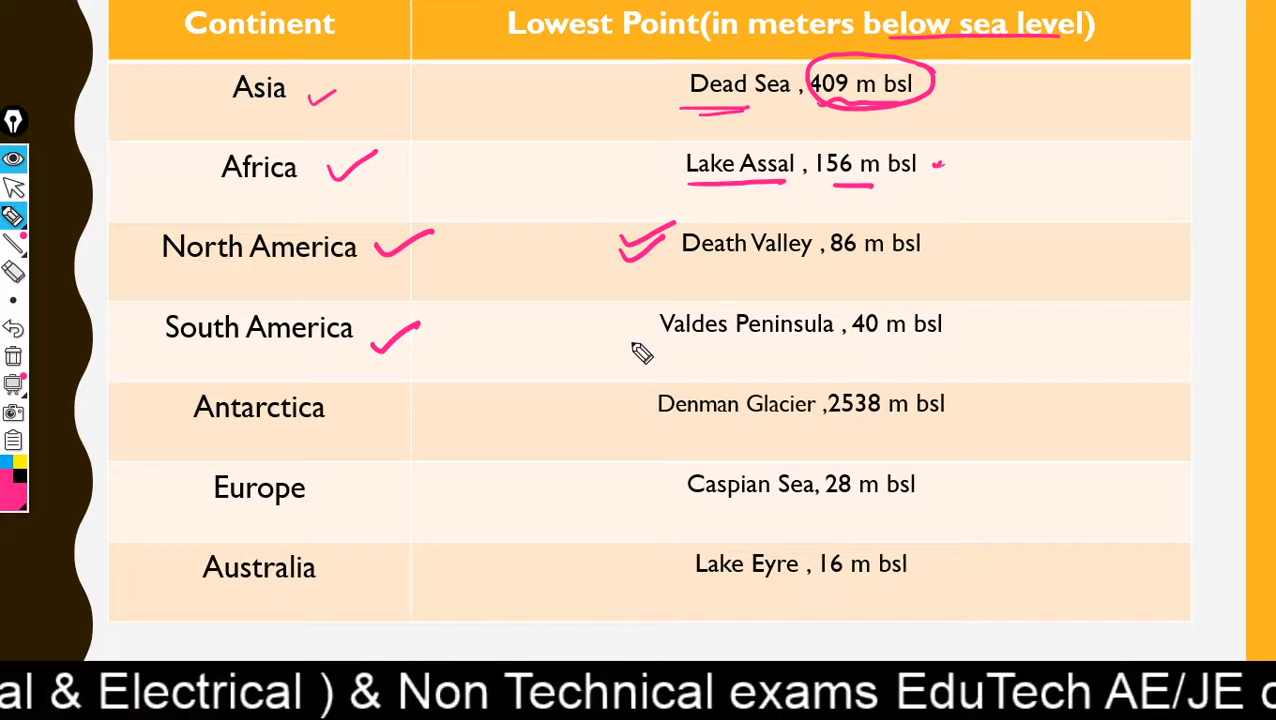 Continent Lowest Point(in meters below sea level)
Asia Dead Sea , 409 m bsl
Africa Lake Assal , 156 m bsl
North America Death Valley , 86 m bsl
South America Valdes Peninsula , 40 m bsl
Antarctica Denman Glacier ,2538 m bsl
Europe Caspian Sea, 28 m bsl
Australia Lake Eyre , 16 m bsl
al & Electrical ) & Non Technical exams EduTech AE/JE